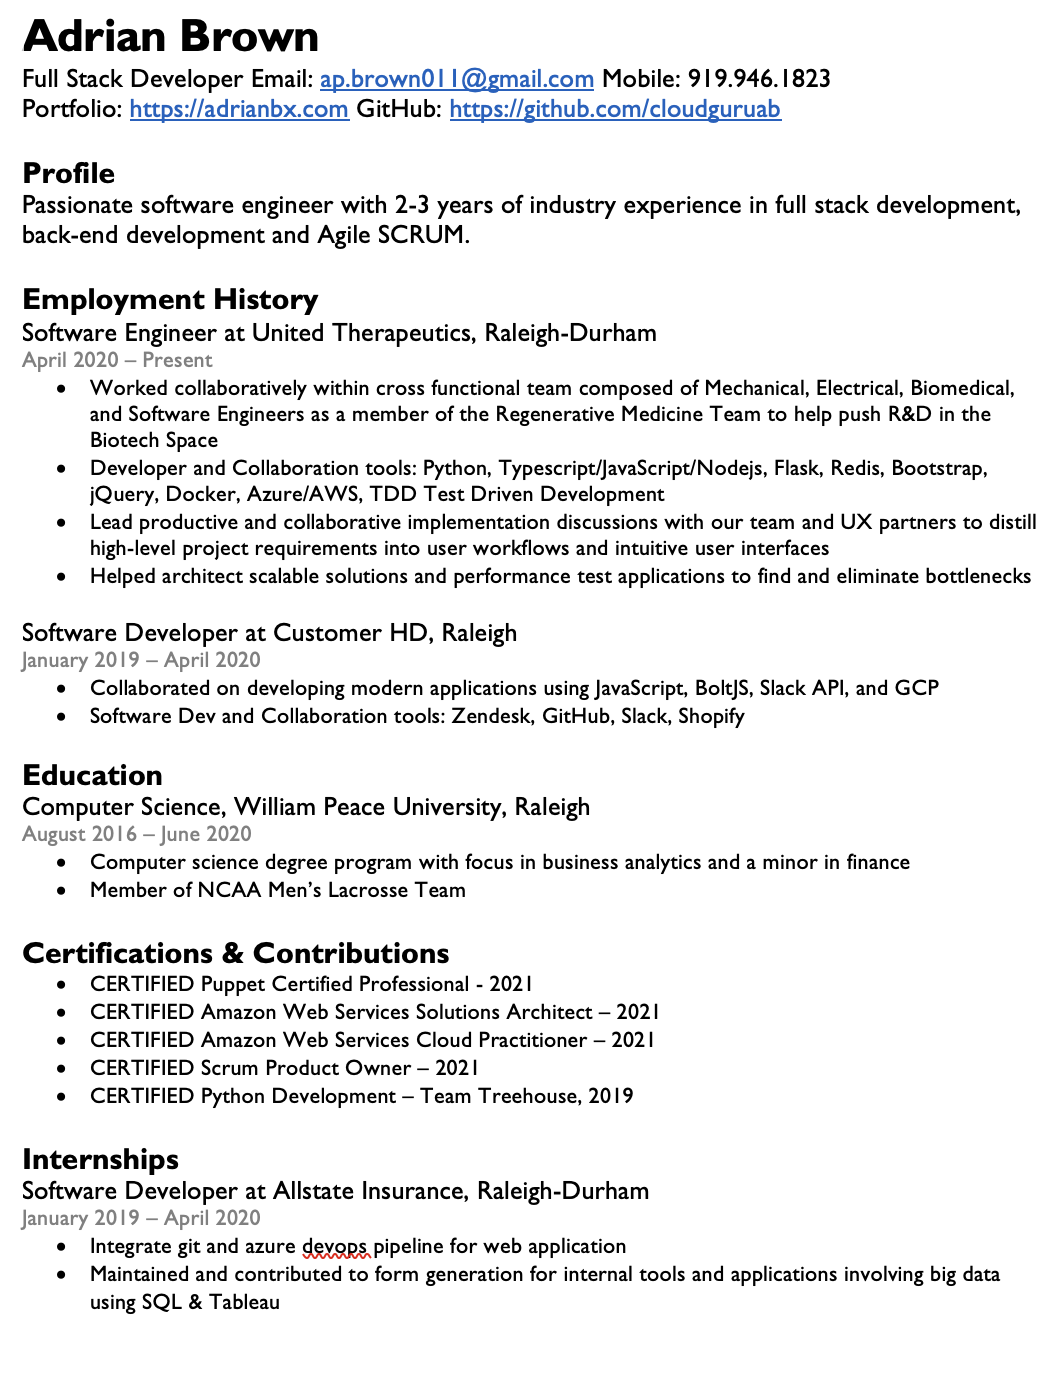 Adrian Brown
Full Stack Developer Email: ap.brown011@gmail.com Mobile: 919.946.1823
Portfolio: https://adrianbx.com GitHub: https://github.com/cloudguruab
Profile
Passionate software engineer with 2-3 years of industry experience in full stack development,
back-end development and Agile SCRUM.
Employment History
Software Engineer at United Therapeutics, Raleigh-Durham
April 2020 – Present
• Worked collaboratively within cross functional team composed of Mechanical, Electrical, Biomedical,
and Software Engineers as a member of the Regenerative Medicine Team to help push R&D in the
Biotech Space
• Developer and Collaboration tools: Python, Typescript/JavaScript/Nodejs, Flask, Redis, Bootstrap,
jQuery, Docker, Azure/AWS, TDD Test Driven Development
• Lead productive and collaborative implementation discussions with our team and UX partners to distill
high-level project requirements into user workflows and intuitive user interfaces
• Helped architect scalable solutions and performance test applications to find and eliminate bottlenecks
Software Developer at Customer HD, Raleigh
January 2019 – April 2020
• Collaborated on developing modern applications using JavaScript, BoltJS, Slack API, and GCP
• Software Dev and Collaboration tools: Zendesk, GitHub, Slack, Shopify
Education
Computer Science, William Peace University, Raleigh
August 2016 – June 2020
• Computer science degree program with focus in business analytics and a minor in finance
• Member of NCAA Men’s Lacrosse Team
Certifications & Contributions
• CERTIFIED Puppet Certified Professional - 2021
• CERTIFIED Amazon Web Services Solutions Architect – 2021
• CERTIFIED Amazon Web Services Cloud Practitioner – 2021
• CERTIFIED Scrum Product Owner – 2021
• CERTIFIED Python Development – Team Treehouse, 2019
Internships
Software Developer at Allstate Insurance, Raleigh-Durham
January 2019 – April 2020
• Integrate git and azure devops pipeline for web application
• Maintained and contributed to form generation for internal tools and applications involving big data
using SQL & Tableau